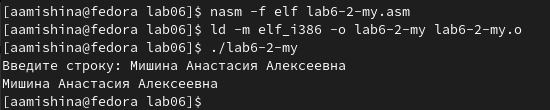 [aamishina@fedora lab06]$ nasm -f elf lab6-2-my.asm
[aamishina@fedora lab06]$ ld -m elf_i386 -o lab6-2-my lab6-2-my.o
[aamishina@fedora lab06]$ ./lab6-2-my
Введите строку: Мишина Анастасия Алексеевна
Мишина Анастасия Алексеевна
[aamishina@fedora lab06]$